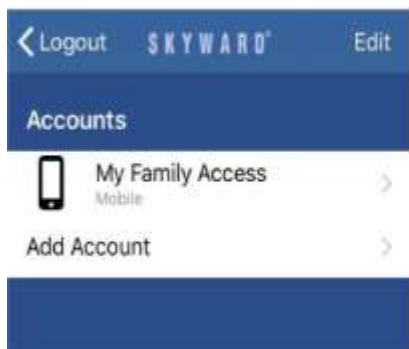 Logout SKYWARD® Edit
Accounts
My Family Access
Mobile
Add Account